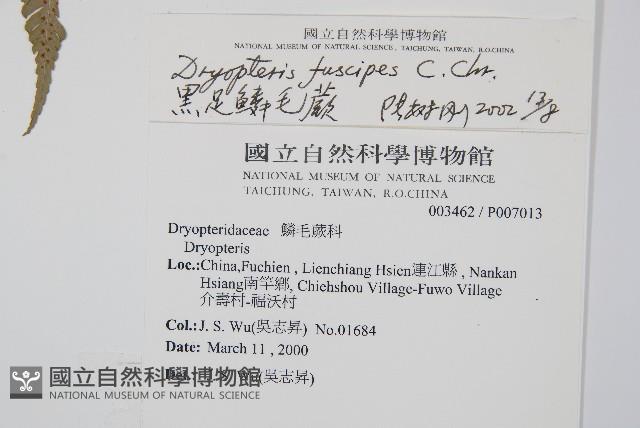 國立自然科學博物館
NATIONAL MUSEUM OF NATURAL SCIENCE, TAICHUNG, TAIWAN, R.O.CHINA
Dryopteris fuscipes C. Chr.
黑足鱗毛蕨 2002
國立自然科學博物館
NATIONAL MUSEUM OF NATURAL SCIENCE
TAICHUNG, TAIWAN, R.O.CHINA
003462 / P007013
Dryopteridaceae 鱗毛蕨科
Dryopteris
Loc.:China,Fuchien , Lienchiang Hsien連江縣 , Nankan
Hsiang南竿鄉, Chiehshou Village-Fuwo Village
介壽村-福沃村
Col.:J. S. Wu(吳志昇) No.01684
Date: March 11 , 2000
(吳志昇)
國立自然科學博物館
NATIONAL MUSEUM OF NATURAL SCIENCE